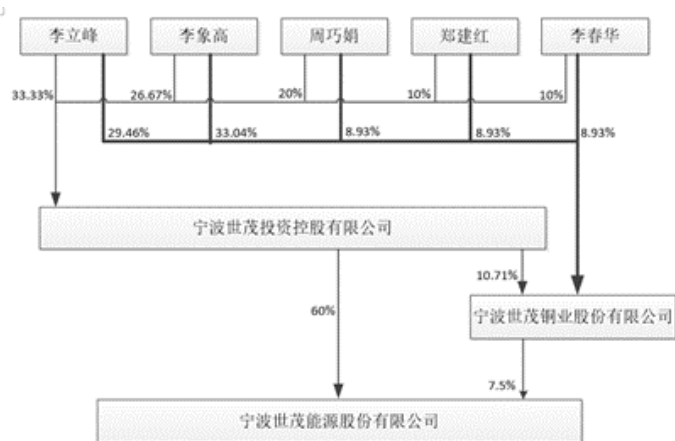 李立峰 李象高 周巧娟 郑建红 李春华
33.33% 26.67% 20% 10% 10%
29.46% 33.04% 8.93% 8.93% 8.93%
宁波世茂投资控股有限公司
10.71%
60%
宁波世茂铜业股份有限公司
7.5%
宁波世茂能源股份有限公司